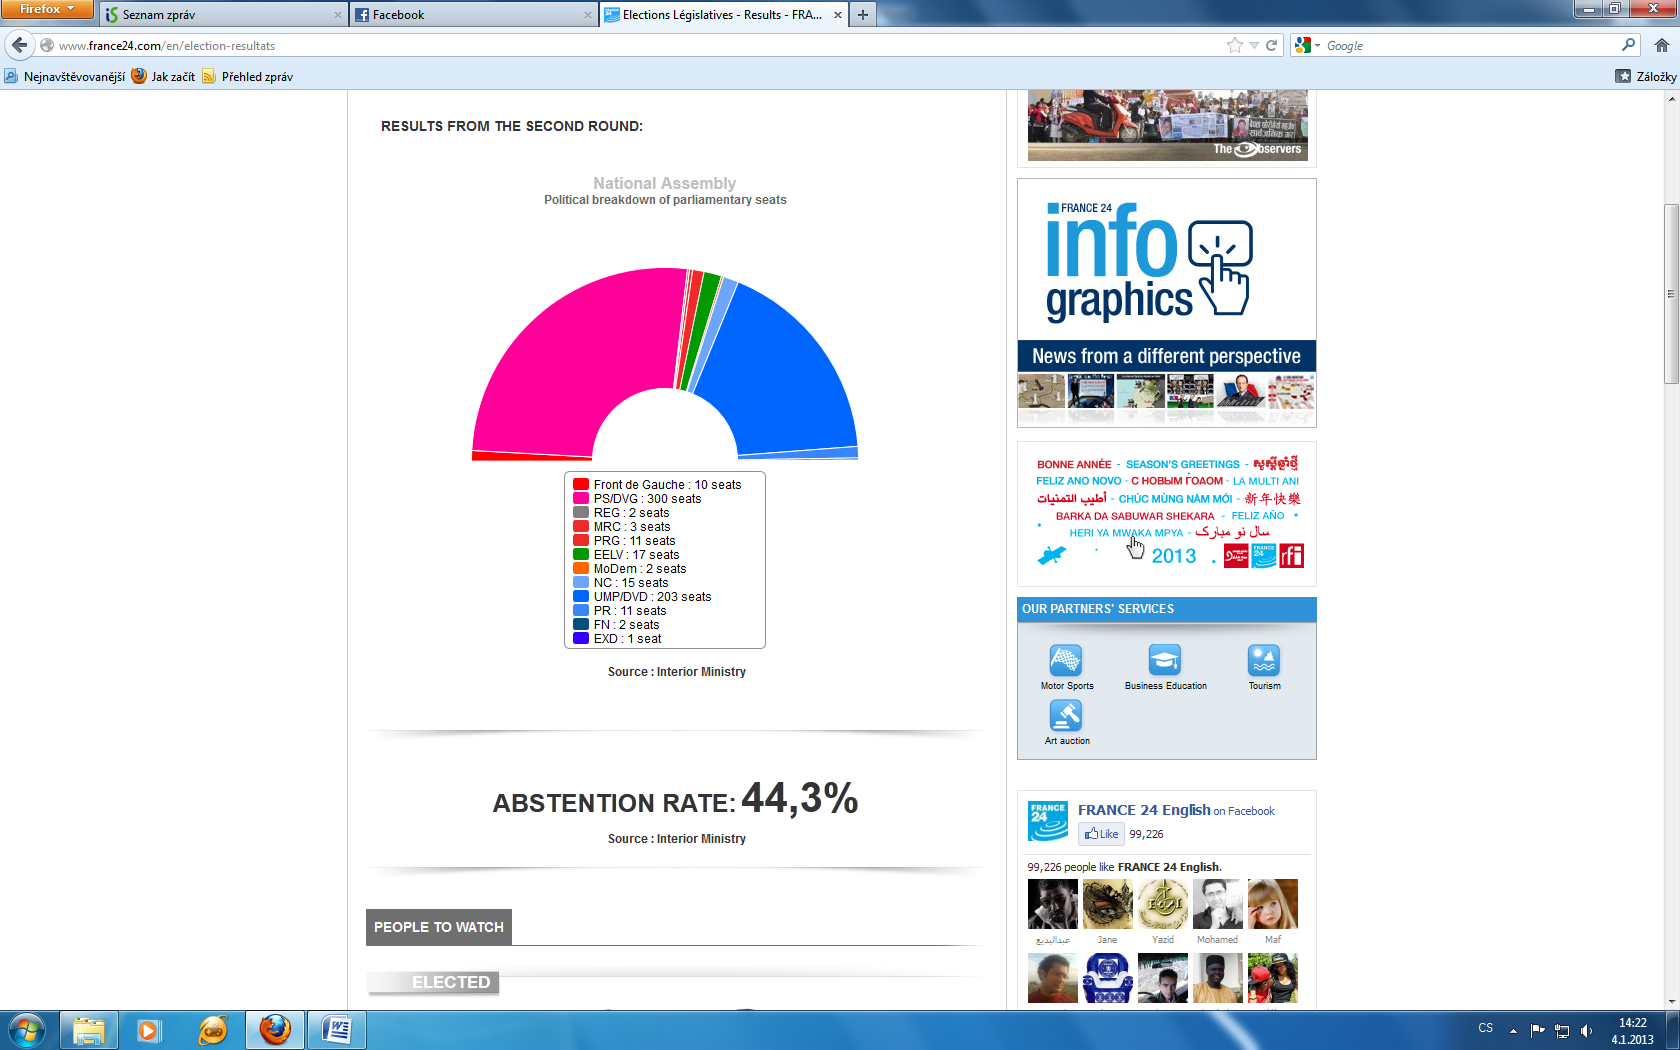 Firefox
Seznam zpráv
Facebook
Elections Législatives - Results - FRA...
www.france24.com/en/election-resultats
Google
Nejnavštěvovanější
Jak začít
Přehled zpráv
Záložky
RESULTS FROM THE SECOND ROUND:
National Assembly
Political breakdown of parliamentary seats
Front de Gauche : 10 seats
PS/DVG : 300 seats
REG : 2 seats
MRC : 3 seats
PRG : 11 seats
EELV : 17 seats
MoDem : 2 seats
NC : 15 seats
UMP/DVD : 203 seats
PR : 11 seats
FN : 2 seats
EXD : 1 seat
Source : Interior Ministry
ABSTENTION RATE: 44,3%
Source : Interior Ministry
PEOPLE TO WATCH
ELECTED
The Observers
FRANCE 24
info
graphics
News from a different perspective
BONNE ANNÉE - SEASON'S GREETINGS -
FELIZ ANO NOVO - С НОВЫМ ГОДОМ - LA MULTI ANI
أطيب التمنيات - CHÚC MỪNG NĂM MỚI - 新年快樂
BARKA DA SABUWAR SHEKARA - FELIZ AÑO
HERI YA MWAKA MPYA - سال نو مبارک
2013
FRANCE 24
rfi
OUR PARTNERS' SERVICES
Motor Sports
Business Education
Tourism
Art auction
FRANCE 24
FRANCE 24 English on Facebook
Like 99,226
99,226 people like FRANCE 24 English.
عبدالبديع
Jane
Yazid
Mohamed
Maf
CS
14:22
4.1.2013